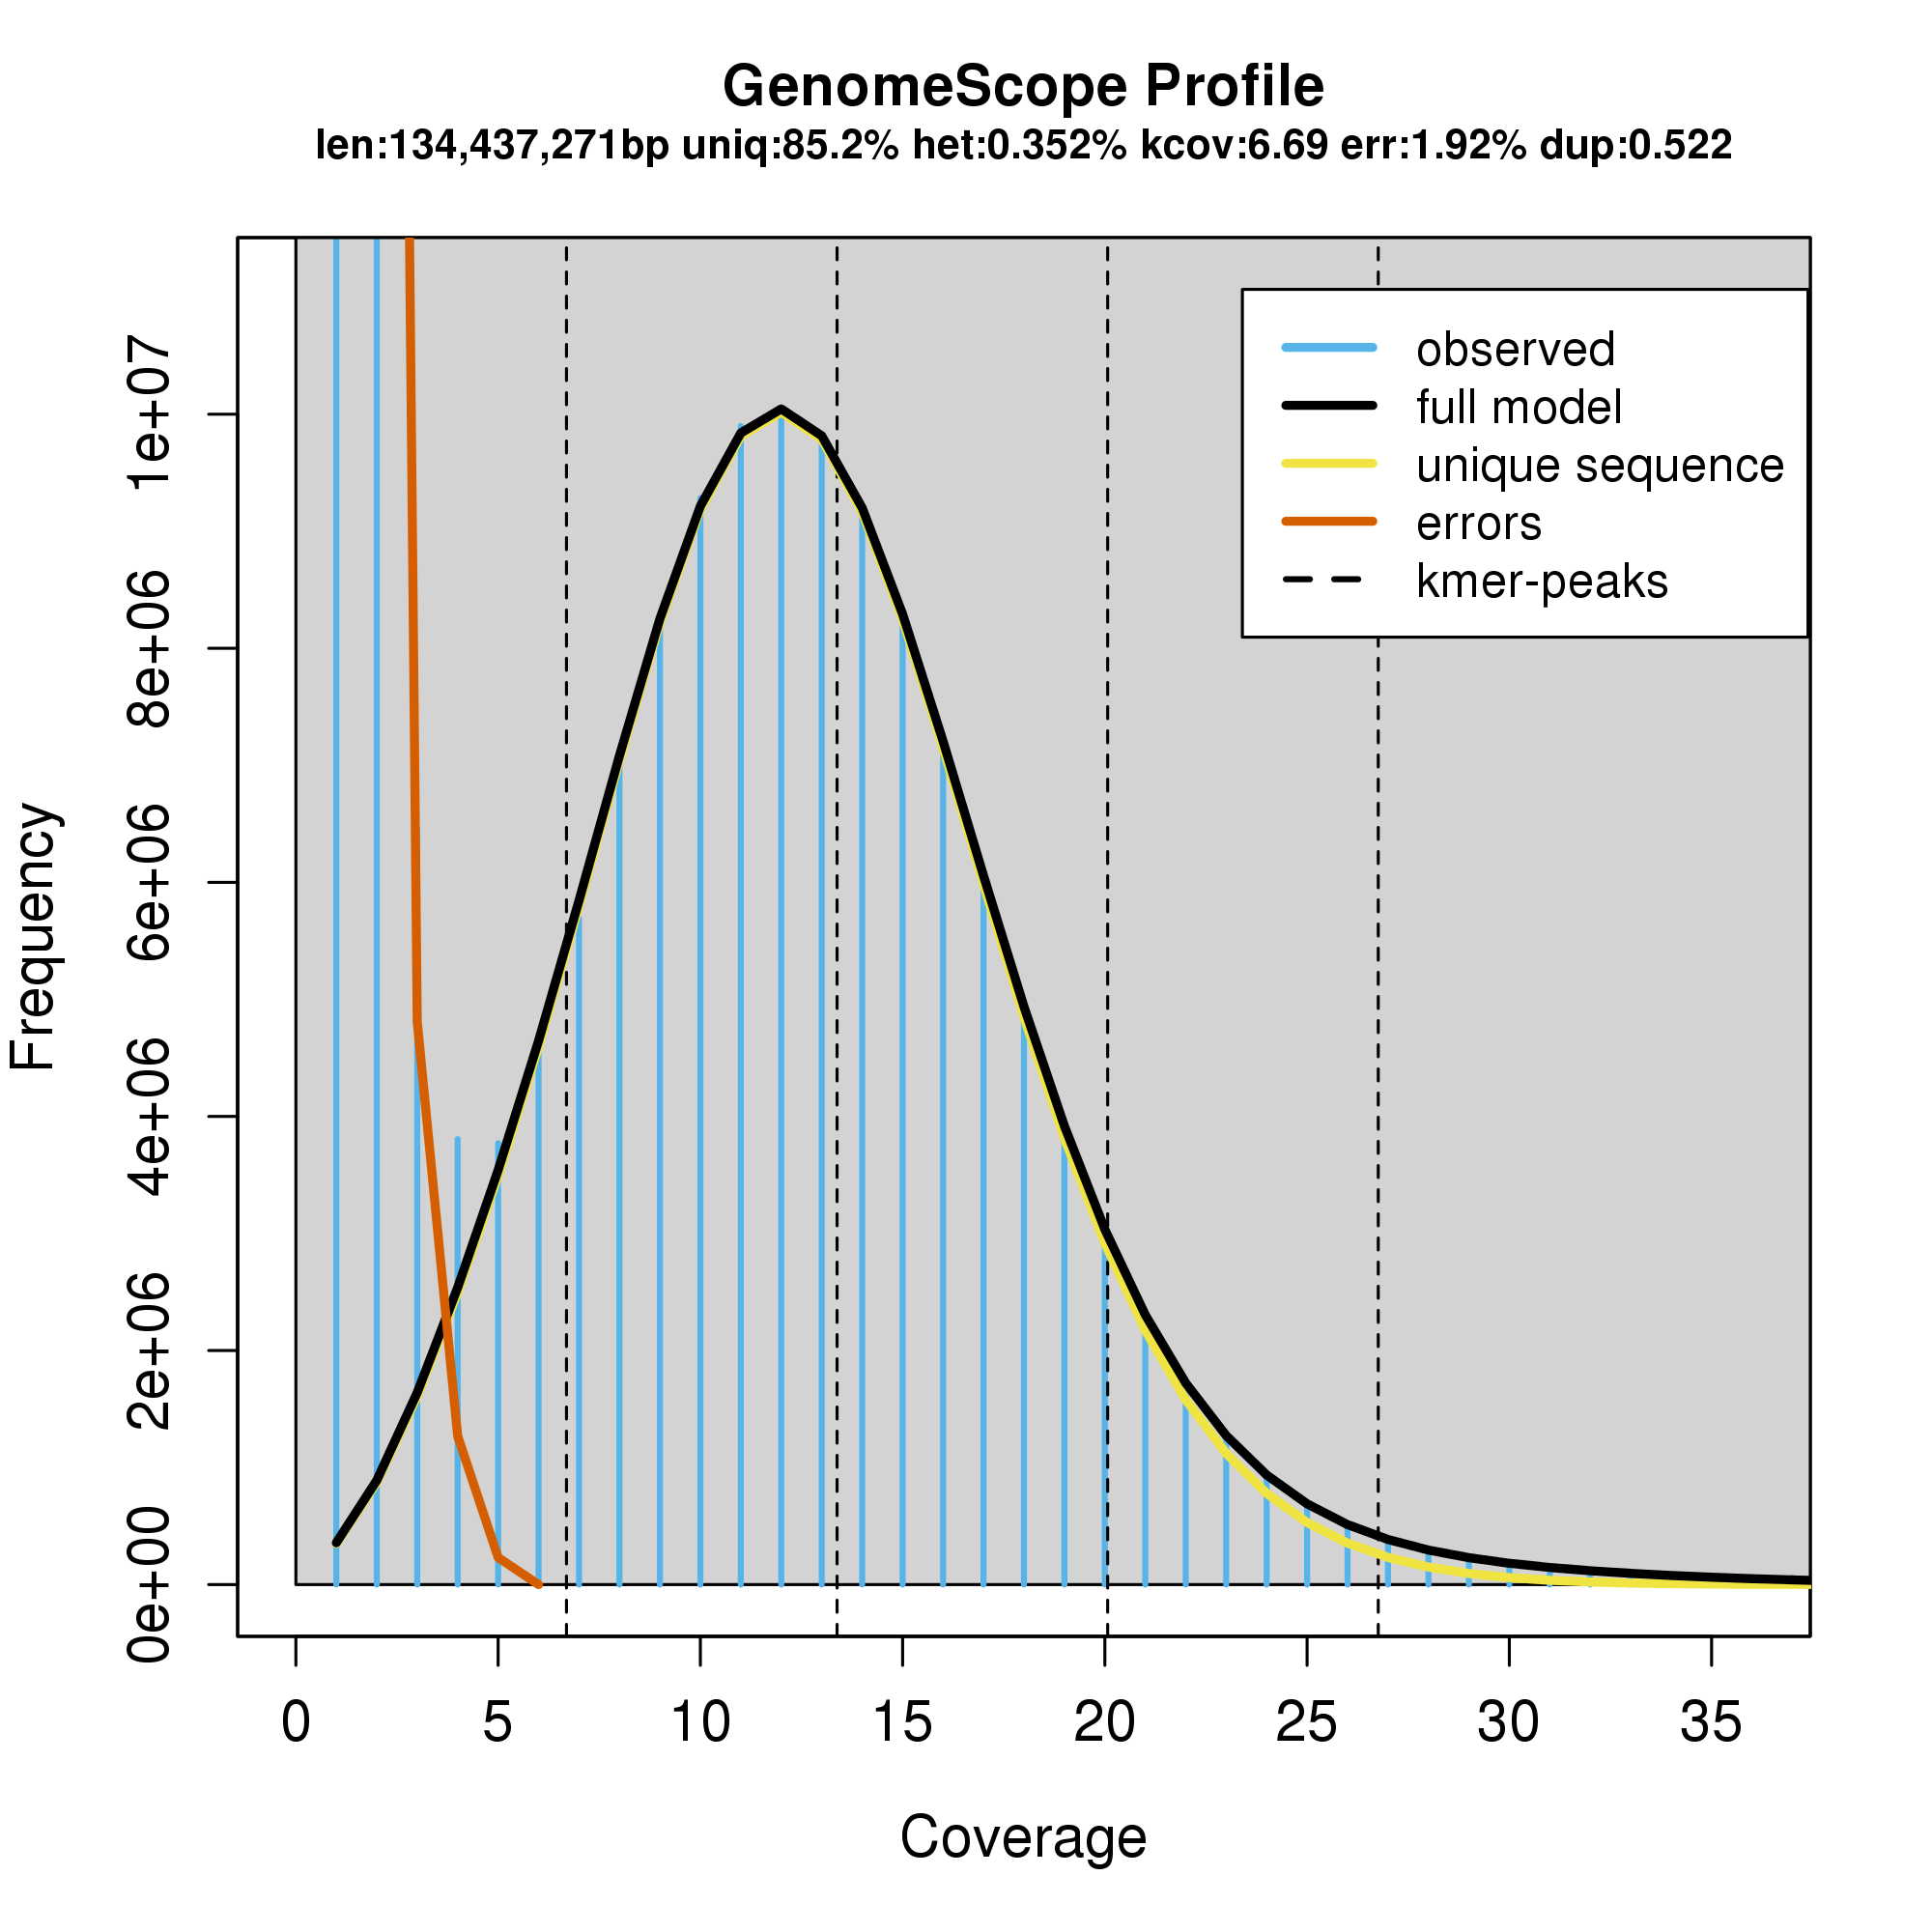 GenomeScope Profile
len:134,437,271bp uniq:85.2% het:0.352% kcov:6.69 err:1.92% dup:0.522
observed
full model
unique sequence
errors
kmer-peaks
Frequency
1e+07
8e+06
6e+06
4e+06
2e+06
0e+00
0 5 10 15 20 25 30 35
Coverage